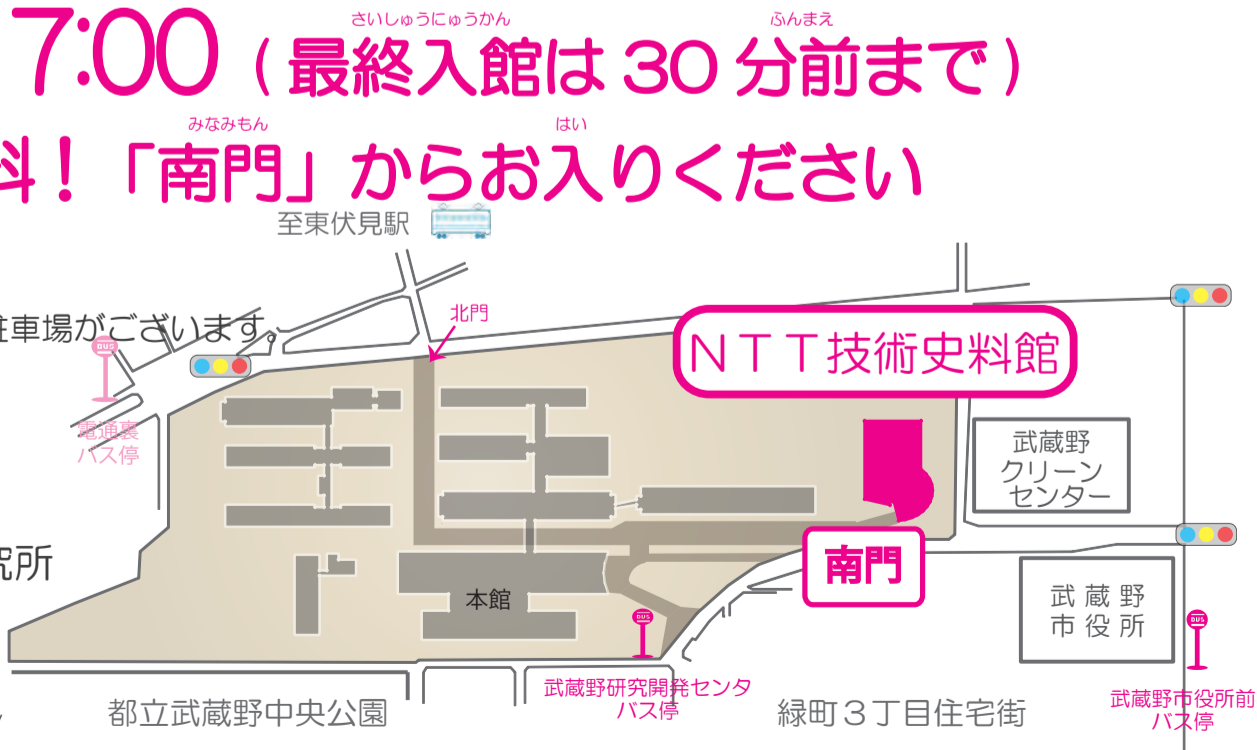 さいしゅうにゅうかん ふんまえ
7:00 ( 最終入館は 30 分前まで )
みなみもん はい
料！「南門」からお入りください
至東伏見駅
北門
駐車場がございます。
BUS
NTT技術史料館
電通裏
バス停
武蔵野
クリーン
センター
究所
南門
本館
武蔵野
市役所
BUS
BUS
武蔵野研究開発センタ
バス停
武蔵野市役所前
バス停
都立武蔵野中央公園
緑町3丁目住宅街